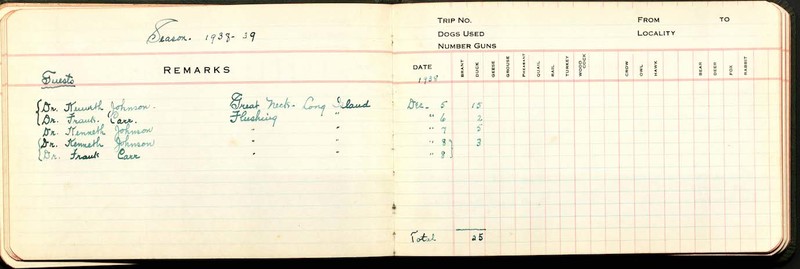 Season. 1938-39
REMARKS
Guests
Dr. Kenneth Johnson. Great Neck - Long Island
Dr. Frank Carr. Flushing "
Dr. Kenneth Johnson " "
Dr. Kenneth Johnson " "
Dr. Frank Carr " "
TRIP NO. FROM TO
DOGS USED LOCALITY
NUMBER GUNS
DATE BRANT DUCK GEESE GROUSE PHEASANT QUAIL RAIL TURKEY WOODCOCK CROW OWL HAWK BEAR DEER FOX RABBIT
1938
Dec. 5 15
" 6 2
" 7 5
" 8 3
" 9
Total 25